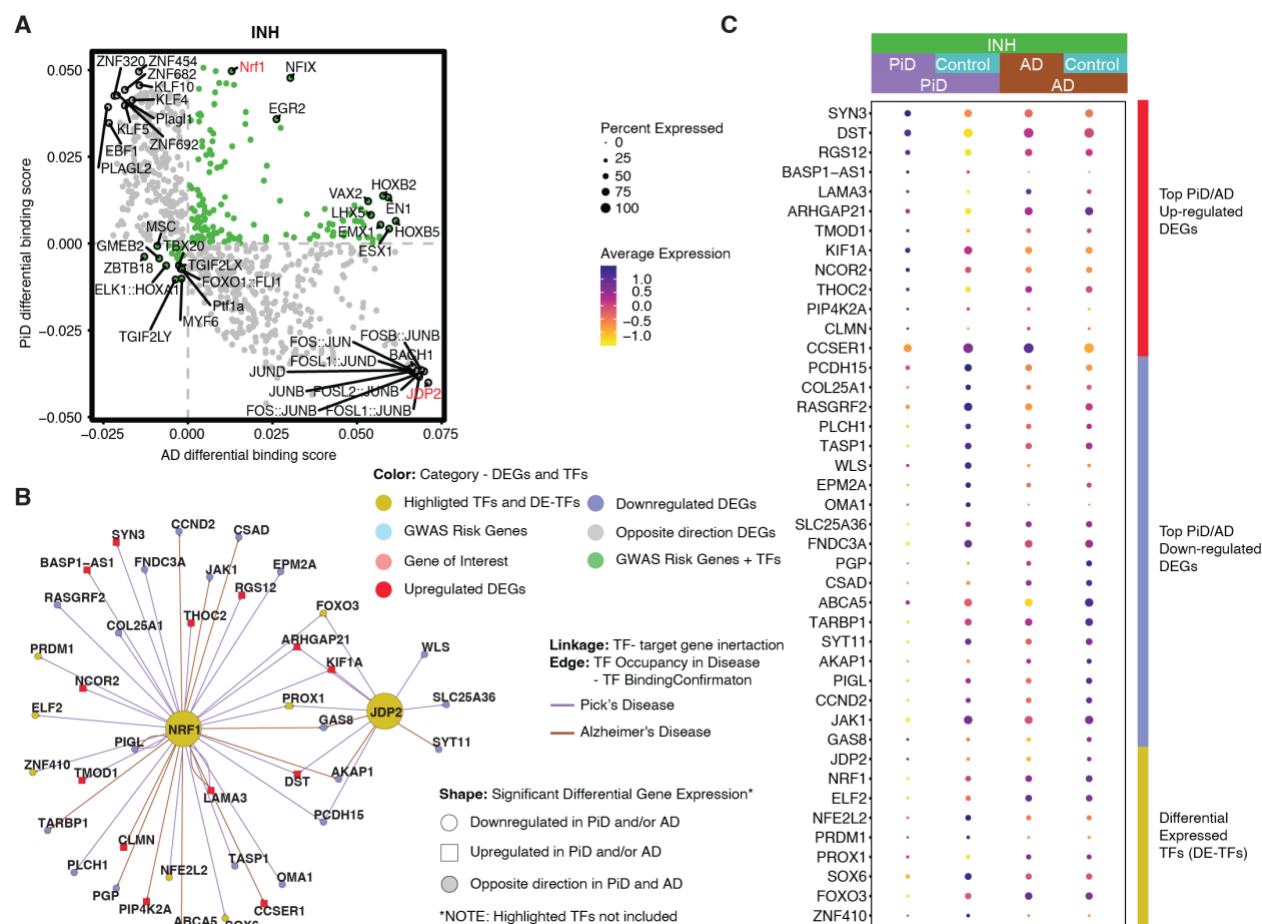 A
INH
ZNF320
ZNF454
ZNF682
KLF10
KLF4
Plagl1
KLF5
ZNF692
EBF1
PLAGL2
Nrf1
NFIX
EGR2
VAX2
HOXB2
LHX5
EN1
EMX1
HOXB5
ESX1
MSC
GMEB2
TBX20
ZBTB18
TGIF2LX
ELK1::HOXA1
FOXO1::FLI1
Ptf1a
MYF6
TGIF2LY
FOSB::JUNB
FOS::JUN
BACH1
FOSL1::JUND
JUND
JUNB
FOSL2::JUNB
JDP2
FOS::JUNB
FOSL1::JUNB
0.050
0.025
0.000
−0.025
−0.050
PiD differential binding score
−0.025
0.000
0.025
0.050
0.075
AD differential binding score
Percent Expressed
0
25
50
75
100
Average Expression
1.0
0.5
0.0
−0.5
−1.0
B
Color: Category - DEGs and TFs
Highligted TFs and DE-TFs
GWAS Risk Genes
Gene of Interest
Upregulated DEGs
Downregulated DEGs
Opposite direction DEGs
GWAS Risk Genes + TFs
CCND2
SYN3
CSAD
BASP1−AS1
FNDC3A
JAK1
EPM2A
RASGRF2
RGS12
THOC2
FOXO3
COL25A1
ARHGAP21
WLS
PRDM1
KIF1A
NCOR2
PROX1
SLC25A36
ELF2
JDP2
NRF1
GAS8
PIGL
SYT11
ZNF410
TMOD1
DST
AKAP1
LAMA3
TARBP1
PCDH15
CLMN
PLCH1
NFE2L2
TASP1
PGP
OMA1
PIP4K2A
CCSER1
ABCA5
SOX6
Linkage: TF- target gene inertaction
Edge: TF Occupancy in Disease
- TF BindingConfirmaton
Pick's Disease
Alzheimer's Disease
Shape: Significant Differential Gene Expression*
Downregulated in PiD and/or AD
Upregulated in PiD and/or AD
Opposite direction in PiD and AD
*NOTE: Highlighted TFs not included
C
INH
PiD Control AD Control
PiD AD
SYN3
DST
RGS12
BASP1−AS1
LAMA3
ARHGAP21
TMOD1
KIF1A
NCOR2
THOC2
PIP4K2A
CLMN
CCSER1
PCDH15
COL25A1
RASGRF2
PLCH1
TASP1
WLS
EPM2A
OMA1
SLC25A36
FNDC3A
PGP
CSAD
ABCA5
TARBP1
SYT11
AKAP1
PIGL
CCND2
JAK1
GAS8
JDP2
NRF1
ELF2
NFE2L2
PRDM1
PROX1
SOX6
FOXO3
ZNF410
Top PiD/AD
Up-regulated
DEGs
Top PiD/AD
Down-regulated
DEGs
Differential
Expressed
TFs (DE-TFs)